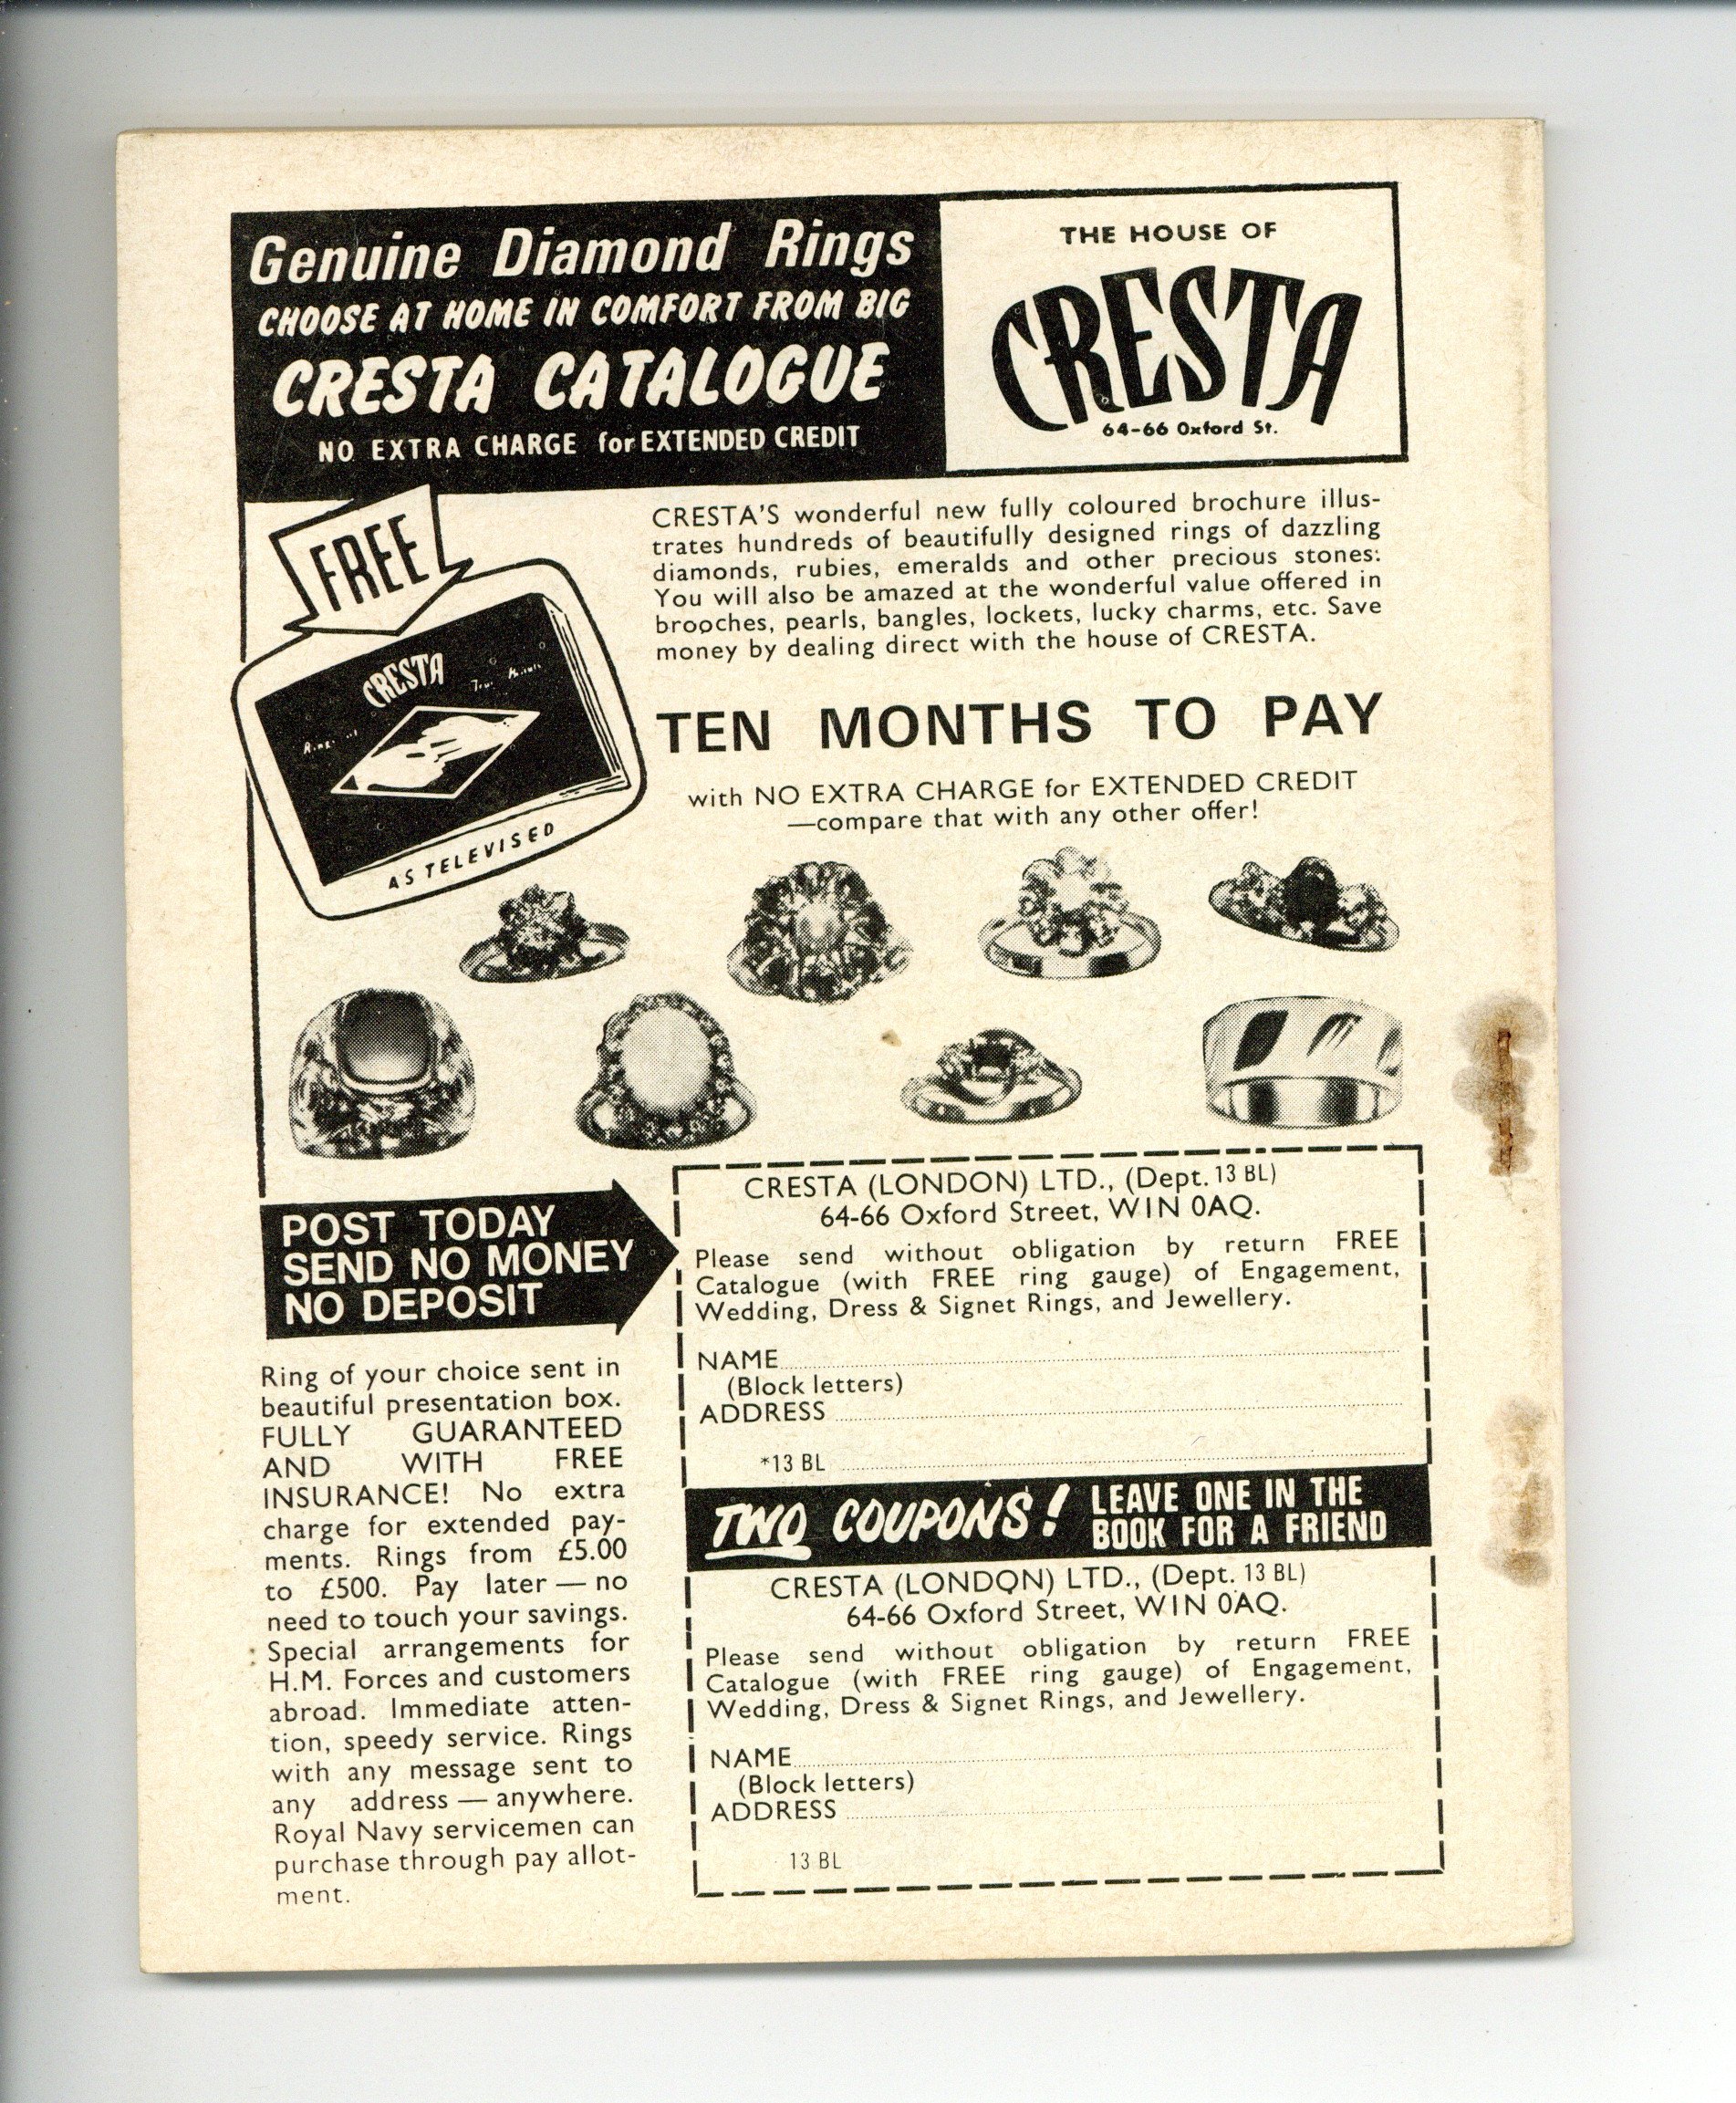 Genuine Diamond Rings
CHOOSE AT HOME IN COMFORT FROM BIG
CRESTA CATALOGUE
NO EXTRA CHARGE for EXTENDED CREDIT
THE HOUSE OF
CRESTA
64-66 Oxford St.
FREE
CRESTA
AS TELEVISED
CRESTA'S wonderful new fully coloured brochure illus-
trates hundreds of beautifully designed rings of dazzling
diamonds, rubies, emeralds and other precious stones:
You will also be amazed at the wonderful value offered in
brooches, pearls, bangles, lockets, lucky charms, etc. Save
money by dealing direct with the house of CRESTA.
TEN MONTHS TO PAY
with NO EXTRA CHARGE for EXTENDED CREDIT
—compare that with any other offer!
POST TODAY
SEND NO MONEY
NO DEPOSIT
Ring of your choice sent in
beautiful presentation box.
FULLY GUARANTEED
AND WITH FREE
INSURANCE! No extra
charge for extended pay-
ments. Rings from £5.00
to £500. Pay later — no
need to touch your savings.
Special arrangements for
H.M. Forces and customers
abroad. Immediate atten-
tion, speedy service. Rings
with any message sent to
any address — anywhere.
Royal Navy servicemen can
purchase through pay allot-
ment.
CRESTA (LONDON) LTD., (Dept. 13 BL)
64-66 Oxford Street, WIN 0AQ.
Please send without obligation by return FREE
Catalogue (with FREE ring gauge) of Engagement,
Wedding, Dress & Signet Rings, and Jewellery.
NAME
(Block letters)
ADDRESS
*13 BL
TWO COUPONS! LEAVE ONE IN THE
BOOK FOR A FRIEND
CRESTA (LONDON) LTD., (Dept. 13 BL)
64-66 Oxford Street, WIN 0AQ.
Please send without obligation by return FREE
Catalogue (with FREE ring gauge) of Engagement,
Wedding, Dress & Signet Rings, and Jewellery.
NAME
(Block letters)
ADDRESS
13 BL